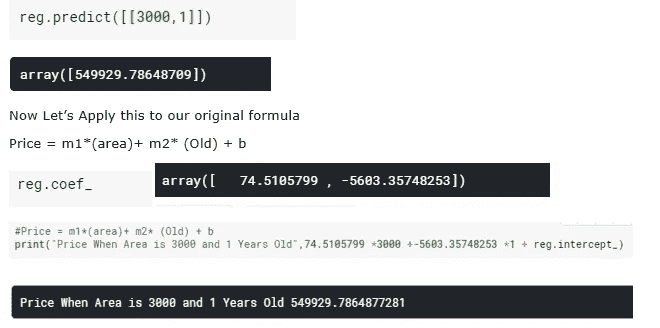 reg.predict([[3000,1]])
array([549929.78648709])
Now Let’s Apply this to our original formula
Price = m1*(area)+ m2* (Old) + b
reg.coef_
array([   74.5105799 , -5603.35748253])
#Price = m1*(area)+ m2* (Old) + b
print("Price When Area is 3000 and 1 Years Old",74.5105799 *3000 +-5603.35748253 *1 + reg.intercept_)
Price When Area is 3000 and 1 Years Old 549929.7864877281